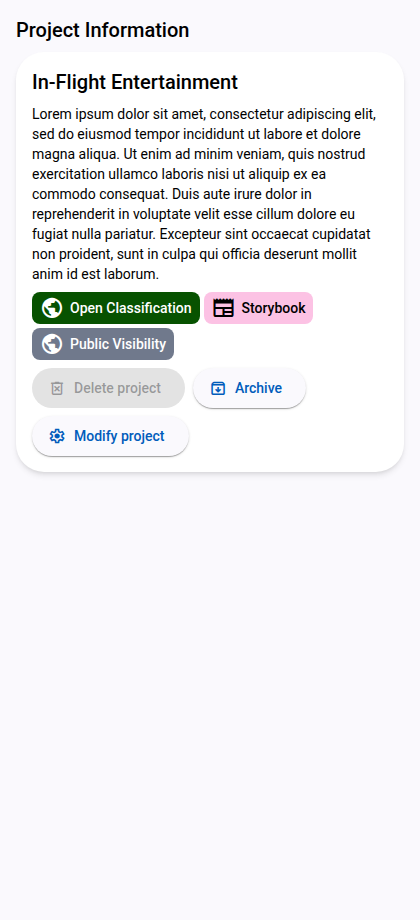 Project Information
In-Flight Entertainment
Lorem ipsum dolor sit amet, consectetur adipiscing elit,
sed do eiusmod tempor incididunt ut labore et dolore
magna aliqua. Ut enim ad minim veniam, quis nostrud
exercitation ullamco laboris nisi ut aliquip ex ea
commodo consequat. Duis aute irure dolor in
reprehenderit in voluptate velit esse cillum dolore eu
fugiat nulla pariatur. Excepteur sint occaecat cupidatat
non proident, sunt in culpa qui officia deserunt mollit
anim id est laborum.
Open Classification Storybook
Public Visibility
Delete project Archive
Modify project